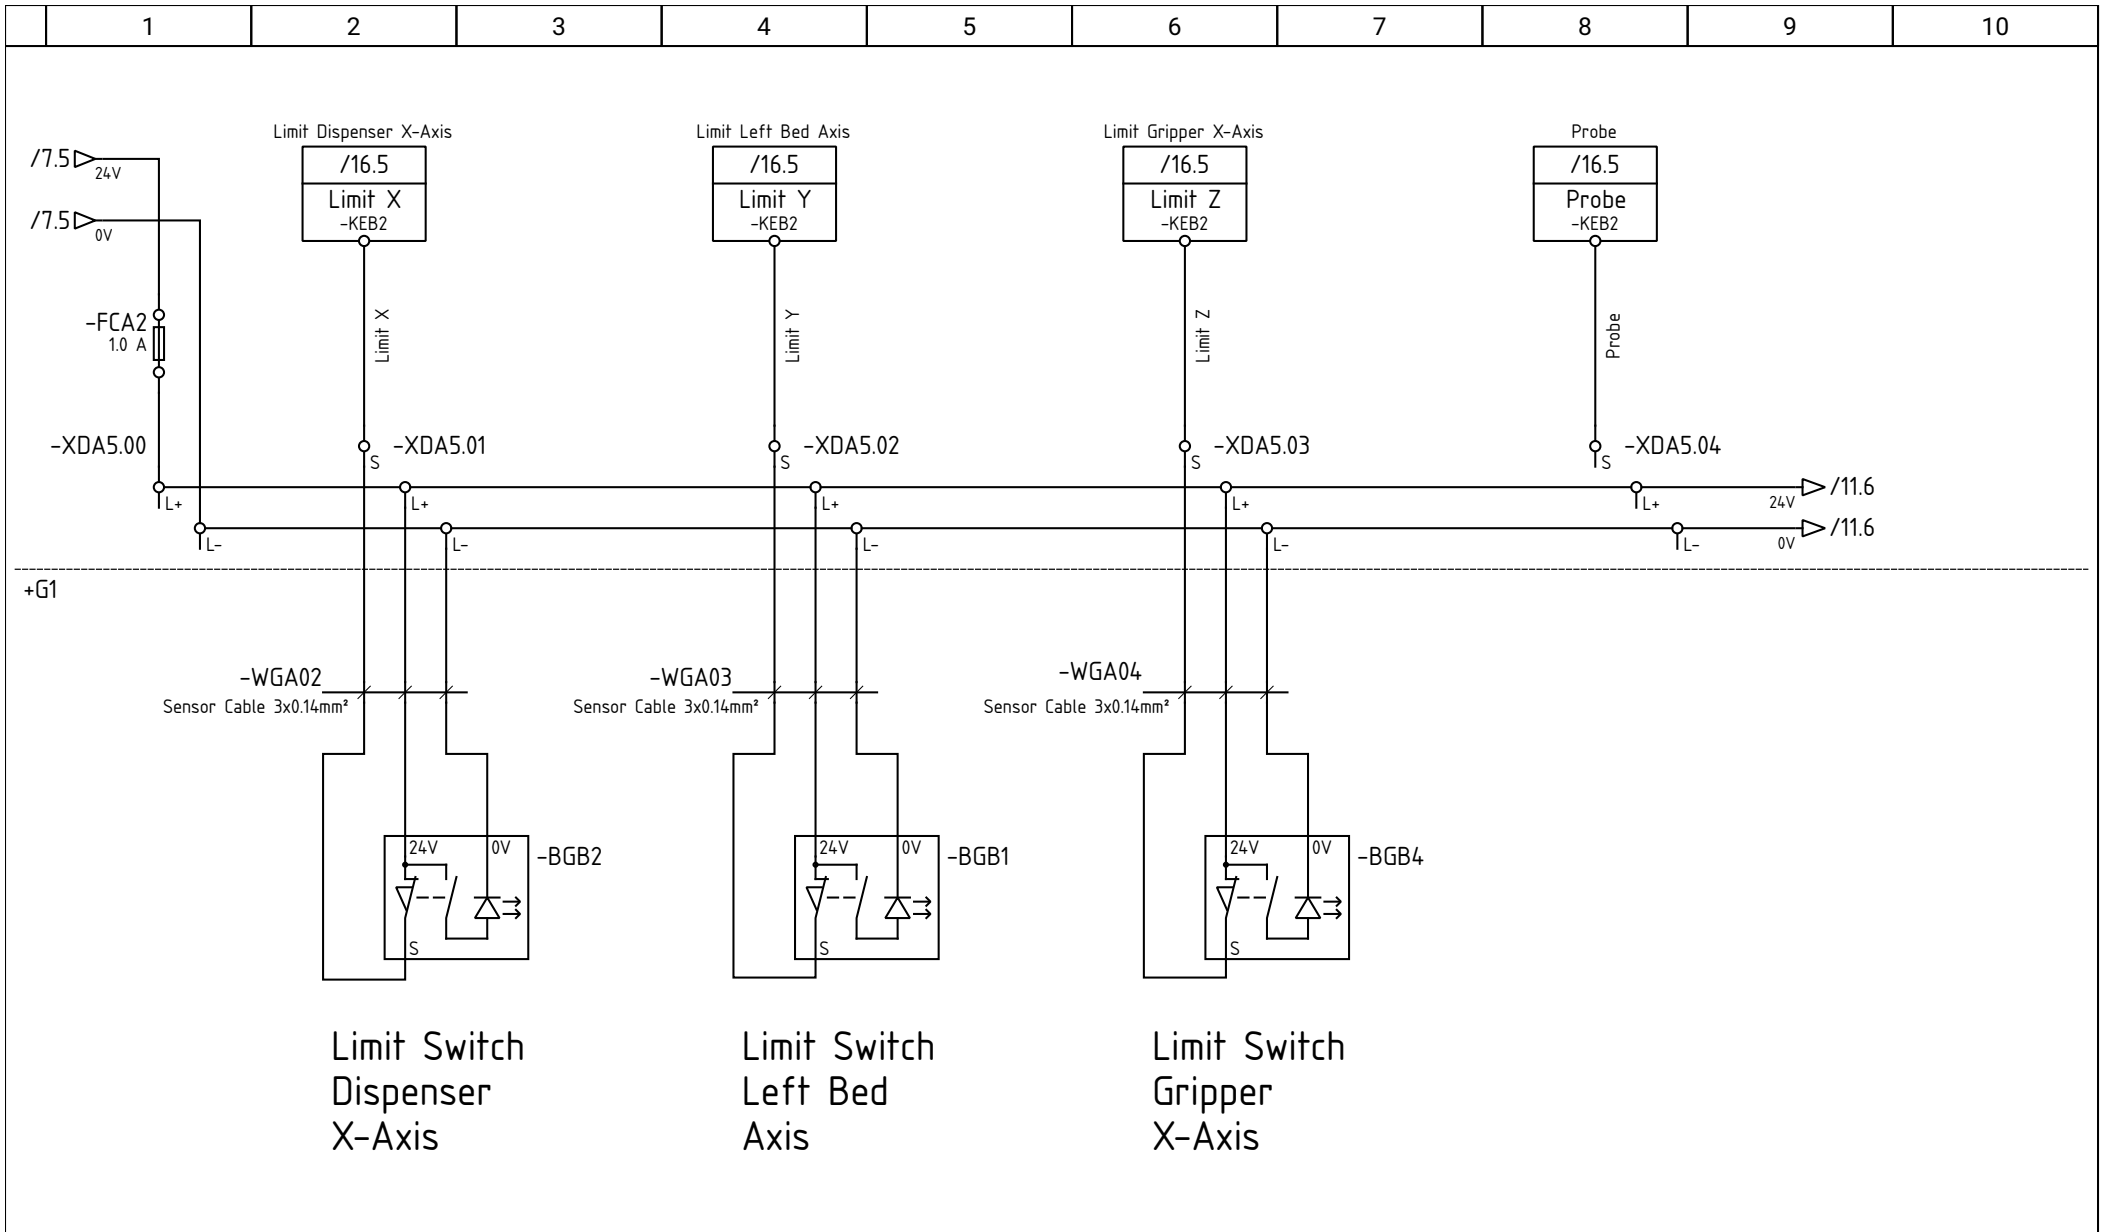 1 2 3 4 5 6 7 8 9 10
Limit Dispenser X-Axis
Limit Left Bed Axis
Limit Gripper X-Axis
Probe
/7.5
24V
/16.5
/16.5
/16.5
/16.5
Limit X
Limit Y
Limit Z
Probe
/7.5
0V
-KEB2
-KEB2
-KEB2
-KEB2
-FCA2
1.0 A
Limit X
Limit Y
Limit Z
Probe
-XDA5.00
-XDA5.01
-XDA5.02
-XDA5.03
-XDA5.04
S
S
S
S
L+
L+
L+
L+
L+
24V
/11.6
L-
L-
L-
L-
L-
0V
/11.6
+G1
-WGA02
Sensor Cable 3x0.14mm²
-WGA03
Sensor Cable 3x0.14mm²
-WGA04
Sensor Cable 3x0.14mm²
24V
0V
-BGB2
S
24V
0V
-BGB1
S
24V
0V
-BGB4
S
Limit Switch
Dispenser
X-Axis
Limit Switch
Left Bed
Axis
Limit Switch
Gripper
X-Axis